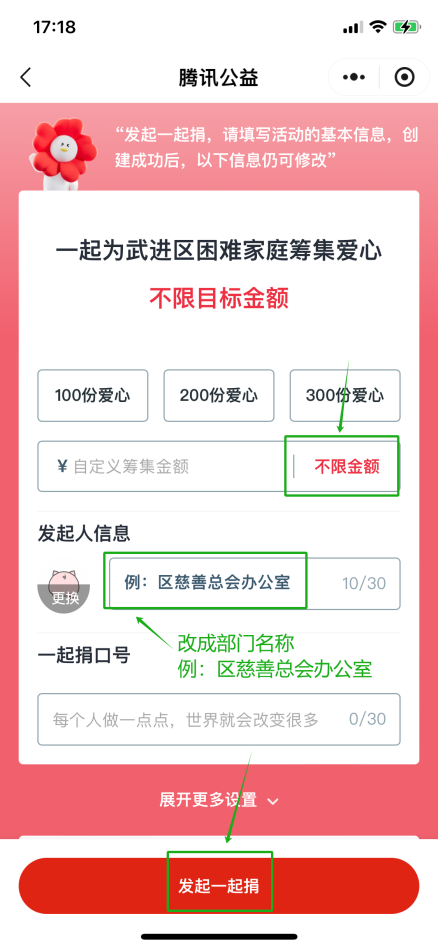 17:18
腾讯公益
“发起一起捐，请填写活动的基本信息，创
建成功后，以下信息仍可修改”
一起为武进区困难家庭筹集爱心
不限目标金额
100份爱心 200份爱心 300份爱心
¥ 自定义筹集金额 不限金额
发起人信息
更换 例：区慈善总会办公室 10/30
改成部门名称
一起捐口号
例：区慈善总会办公室
每个人做一点点，世界就会改变很多 0/30
展开更多设置
发起一起捐